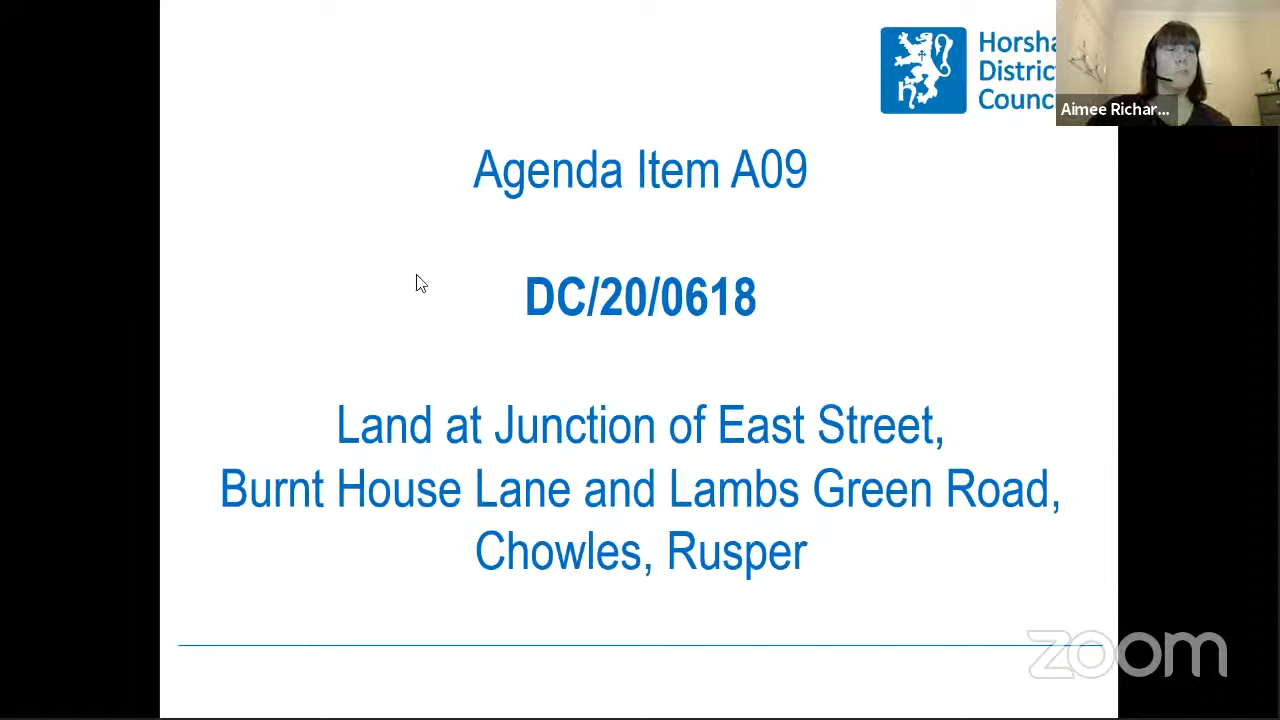 Horsha
Distric
Counc
Aimee Richar...
Agenda Item A09
DC/20/0618
Land at Junction of East Street,
Burnt House Lane and Lambs Green Road,
Chowles, Rusper
zoom